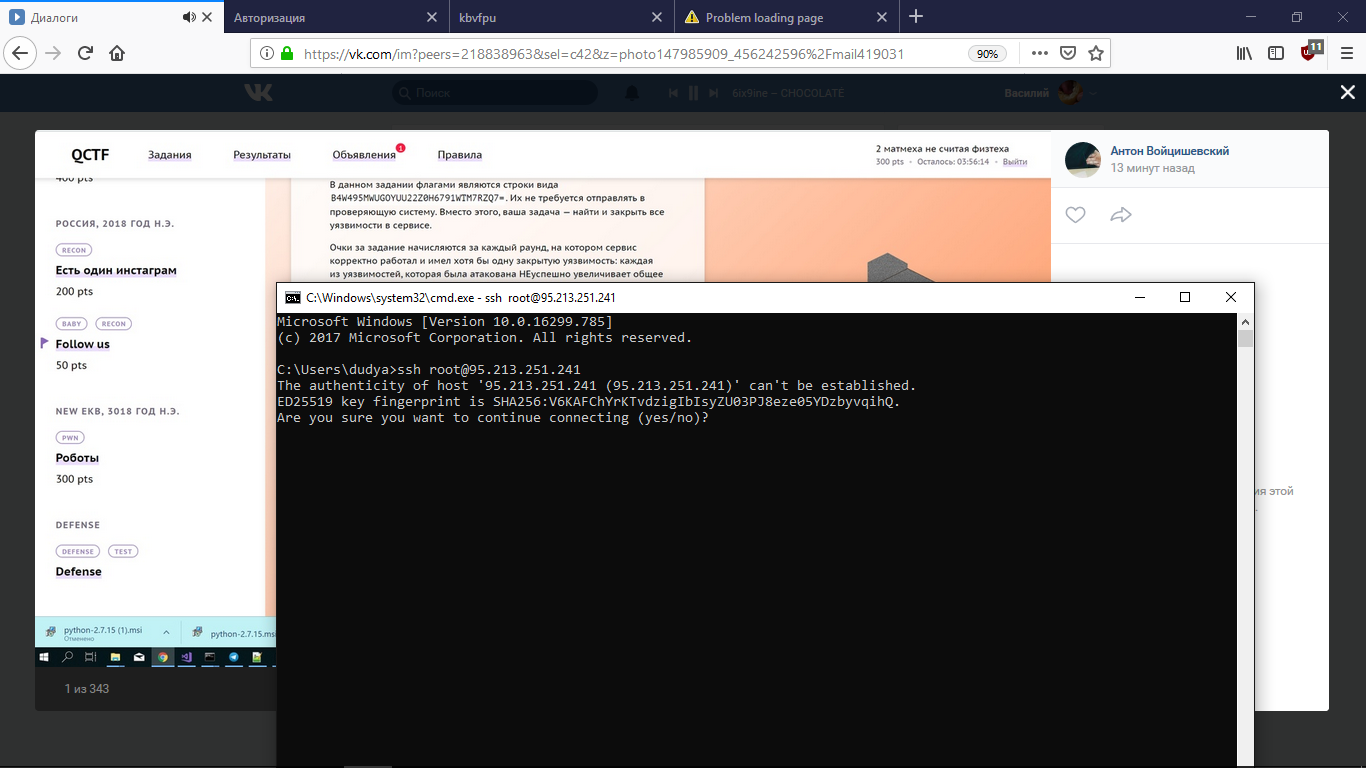 Диалоги
Авторизация
kbvfpu
Problem loading page
https://vk.com/im?peers=218838963&sel=c42&z=photo147985909_456242596%2Fmail419031
90%
11
Поиск
6ix9ine – CHOCOLATÉ
Василий
QCTF
Задания
Результаты
Объявления
1
Правила
2 матмеха не считая физтеха
300 pts • Осталось: 03:56:14 • Выйти
Антон Войцишевский
13 минут назад
400 pts
РОССИЯ, 2018 ГОД Н.Э.
RECON
Есть один инстаграм
200 pts
BABY
RECON
Follow us
50 pts
NEW EKB, 3018 ГОД Н.Э.
PWN
Роботы
300 pts
DEFENSE
DEFENSE
TEST
Defense
В данном задании флагами являются строки вида
B4W495MWUGOYUU22Z0H6791WTM7RZQ7=. Их не требуется отправлять в
проверяющую систему. Вместо этого, ваша задача — найти и закрыть все
уязвимости в сервисе.
Очки за задание начисляются за каждый раунд, на котором сервис
корректно работал и имел хотя бы одну закрытую уязвимость: каждая
из уязвимостей, которая была атакована НЕуспешно увеличивает общее
C:\Windows\system32\cmd.exe - ssh root@95.213.251.241
Microsoft Windows [Version 10.0.16299.785]
(c) 2017 Microsoft Corporation. All rights reserved.
C:\Users\dudya>ssh root@95.213.251.241
The authenticity of host '95.213.251.241 (95.213.251.241)' can't be established.
ED25519 key fingerprint is SHA256:V6KAFChYrKTvdzigIbIsyZU03PJ8eze05YDzbyvqihQ.
Are you sure you want to continue connecting (yes/no)?
ия этой
python-2.7.15 (1).msi
Отменено
python-2.7.15.ms
1 из 343